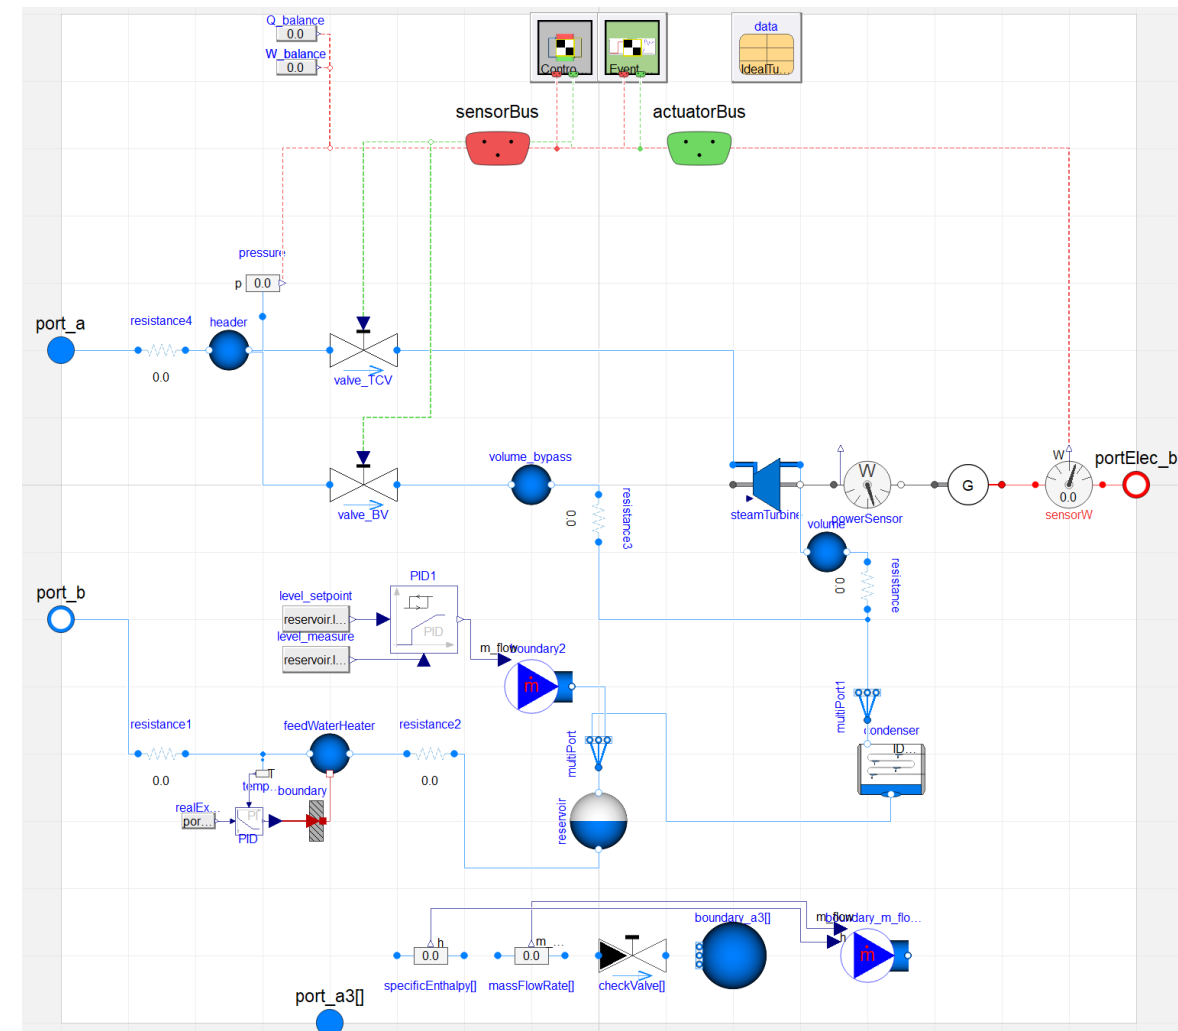 Q_balance
0.0
W_balance
0.0
Contro...
Event...
data
IdealTu...
sensorBus
actuatorBus
pressure
p
0.0
port_a
resistance4
header
0.0
valve_TCV
volume_bypass
valve_BV
0.0
resistance3
steamTurbine
W
powerSensor
G
W
0.0
sensorW
portElec_b
volume
0.0
resistance
port_b
PID1
level_setpoint
reservoir.l...
level_measure
reservoir.l...
PID
m_flow
boundary2
ṁ
multiPort1
condenser
ID...
resistance1
0.0
feedWaterHeater
resistance2
0.0
multiPort
T
temp...
boundary
realEx...
por...
PI
PID
reservoir
h
0.0
specificEnthalpy[]
m_...
0.0
massFlowRate[]
checkValve[]
boundary_a3[]
m_flow
boundary_m_flo...
h
ṁ
port_a3[]